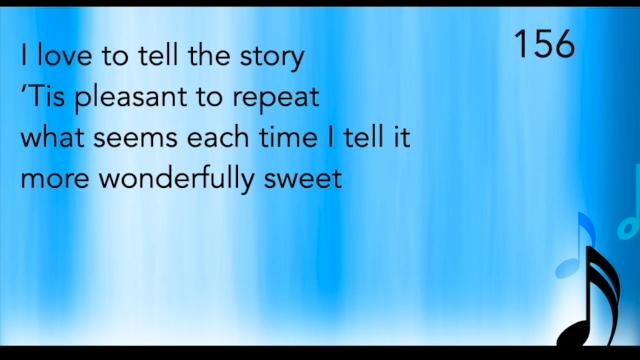 156
I love to tell the story
’Tis pleasant to repeat
what seems each time I tell it
more wonderfully sweet